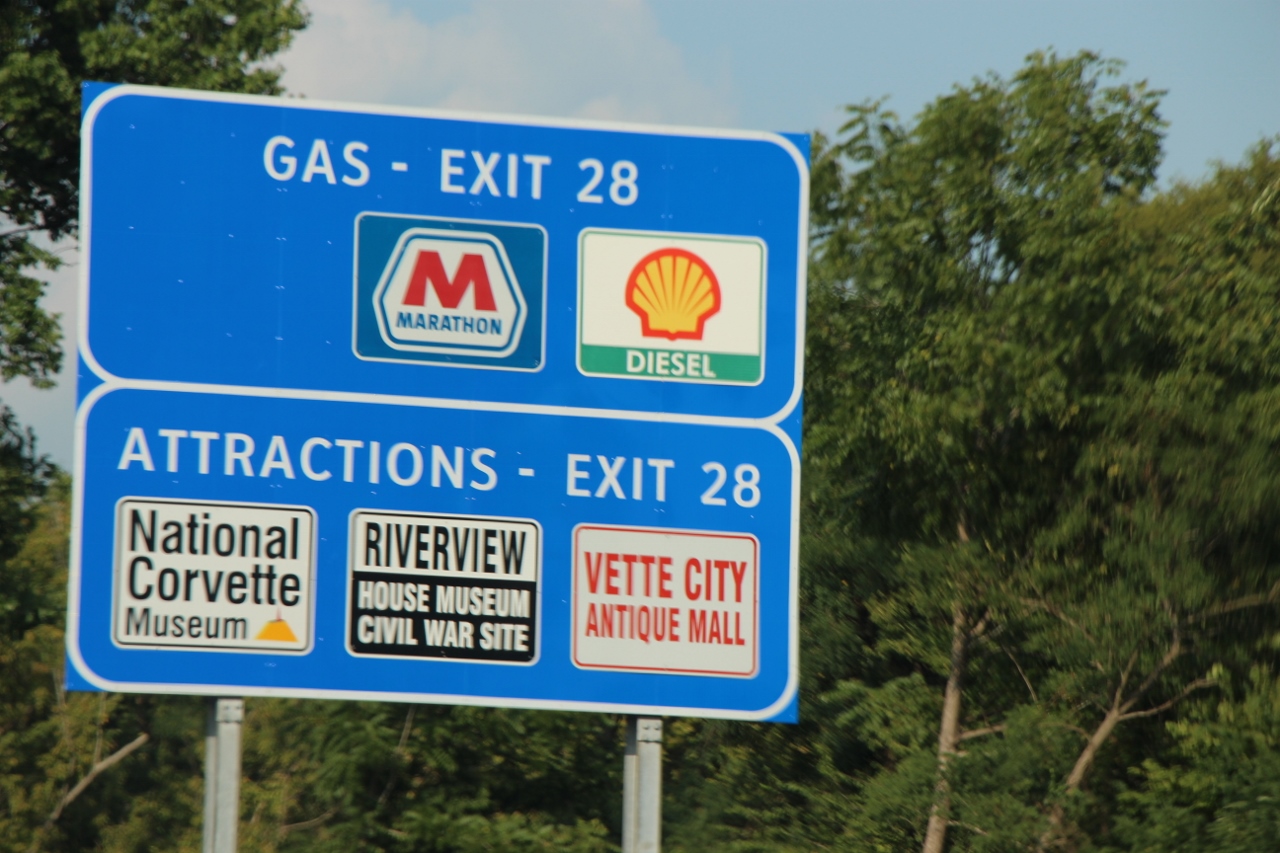 GAS - EXIT 28
M
MARATHON
DIESEL
ATTRACTIONS - EXIT 28
National
Corvette
Museum
RIVERVIEW
HOUSE MUSEUM
CIVIL WAR SITE
VETTE CITY
ANTIQUE MALL